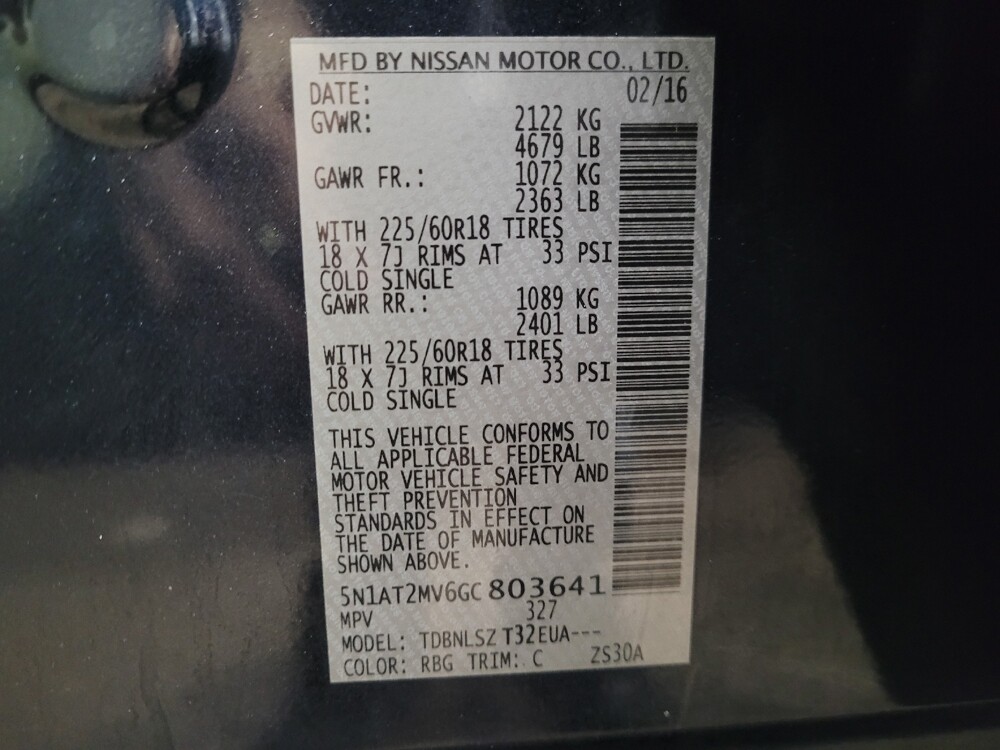 MFD BY NISSAN MOTOR CO., LTD.
DATE: 02/16
GVWR: 2122 KG
4679 LB
GAWR FR.: 1072 KG
2363 LB
WITH 225/60R18 TIRES
18 X 7J RIMS AT 33 PSI
COLD SINGLE
GAWR RR.: 1089 KG
2401 LB
WITH 225/60R18 TIRES
18 X 7J RIMS AT 33 PSI
COLD SINGLE
THIS VEHICLE CONFORMS TO
ALL APPLICABLE FEDERAL
MOTOR VEHICLE SAFETY AND
THEFT PREVENTION
STANDARDS IN EFFECT ON
THE DATE OF MANUFACTURE
SHOWN ABOVE.
5N1AT2MV6GC 803641
MPV 327
MODEL: TDBNLSZ T32EUA---
COLOR: RBG TRIM: C ZS30A